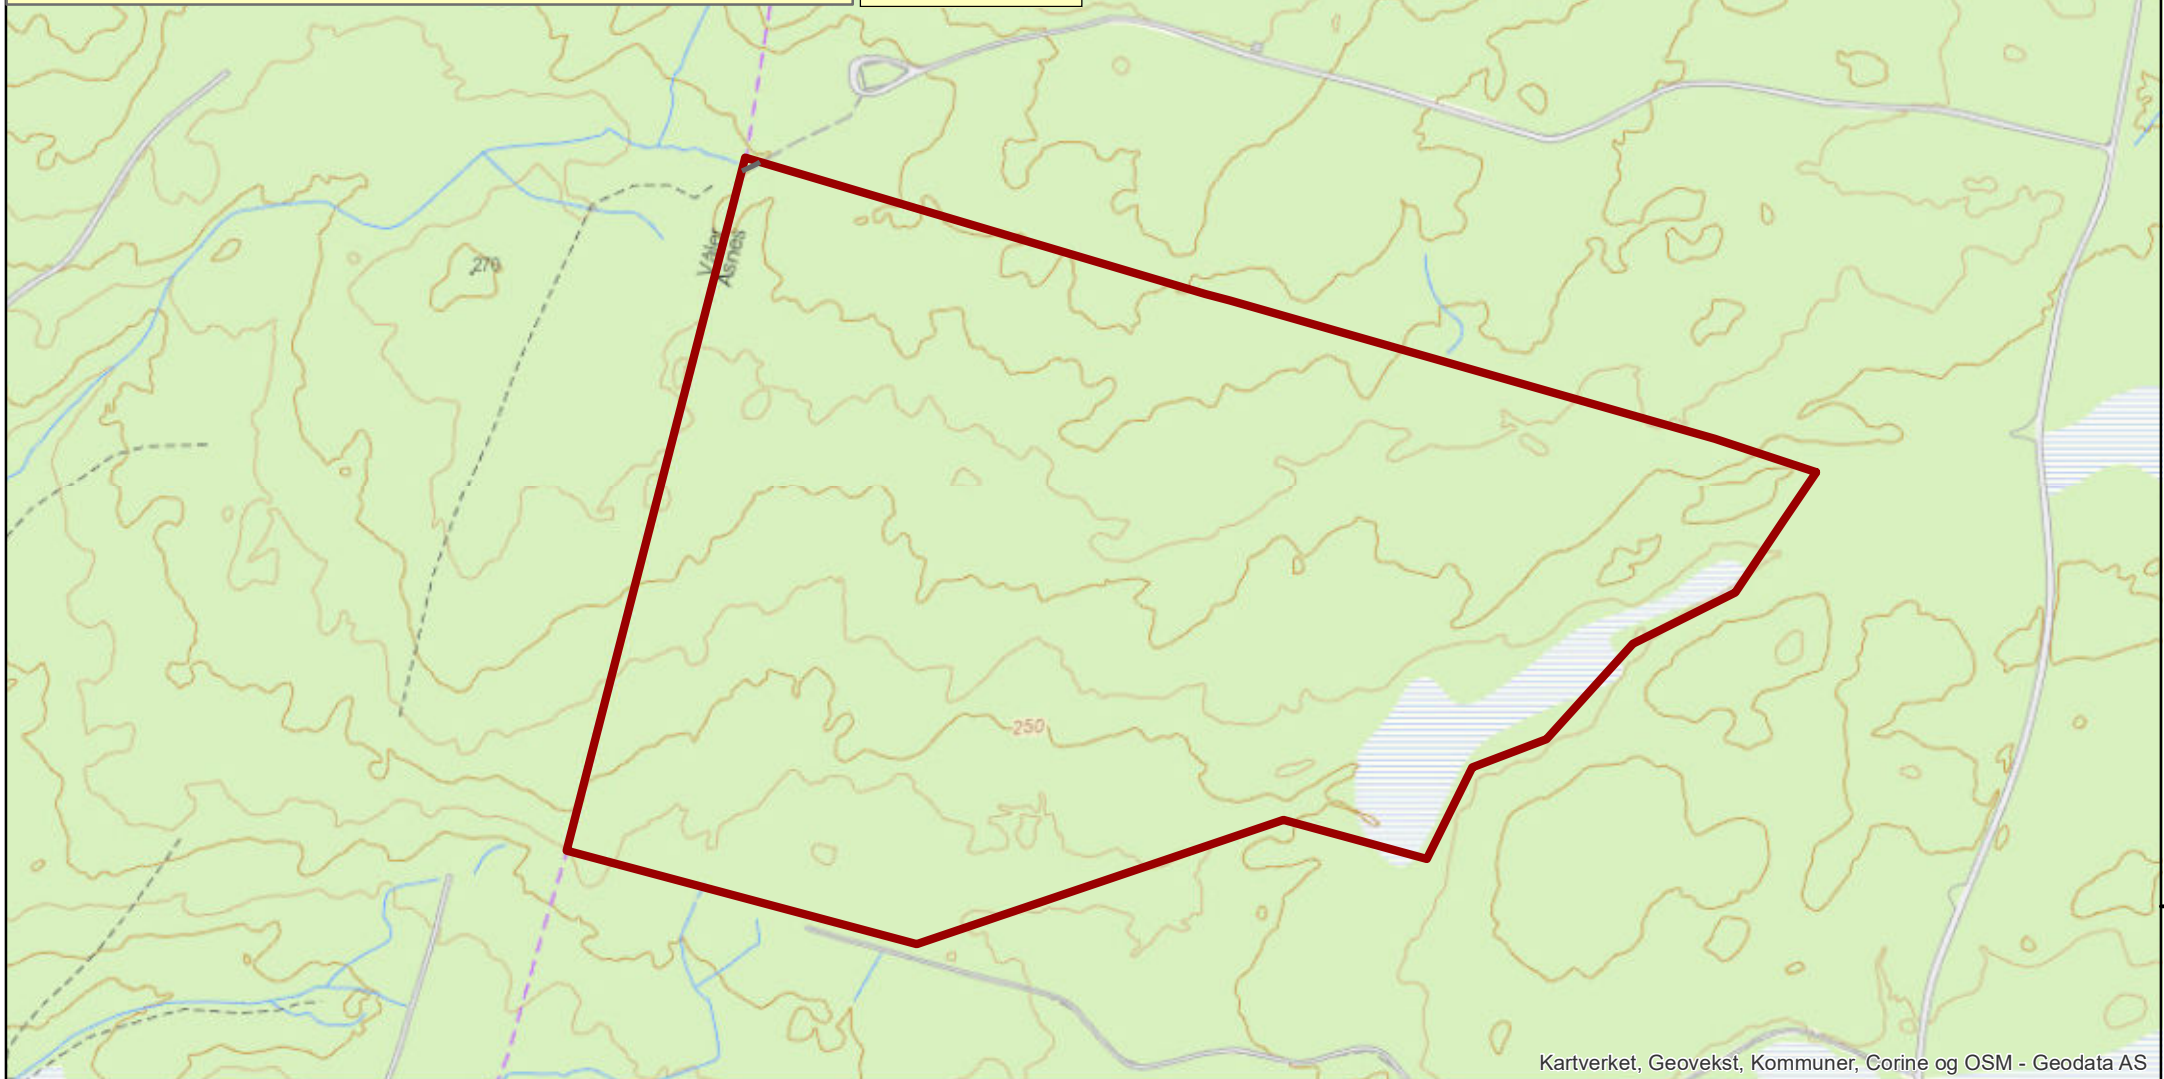 Våler
Åsnes
270
250
Kartverket, Geovekst, Kommuner, Corine og OSM - Geodata AS